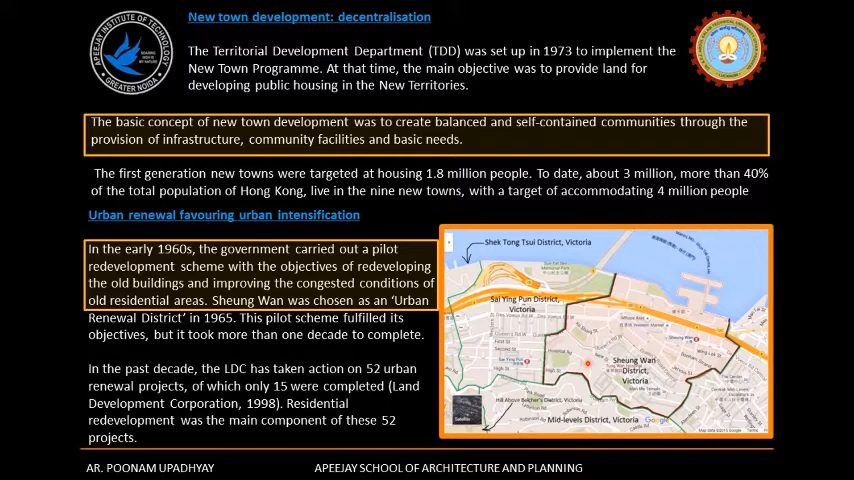 New town development: decentralisation
APEEJAY INSTITUTE OF TECHNOLOGY
GREATER NOIDA
The Territorial Development Department (TDD) was set up in 1973 to implement the
New Town Programme. At that time, the main objective was to provide land for
developing public housing in the New Territories.
The basic concept of new town development was to create balanced and self-contained communities through the
provision of infrastructure, community facilities and basic needs.
The first generation new towns were targeted at housing 1.8 million people. To date, about 3 million, more than 40%
of the total population of Hong Kong, live in the nine new towns, with a target of accommodating 4 million people
Urban renewal favouring urban intensification
In the early 1960s, the government carried out a pilot
redevelopment scheme with the objectives of redeveloping
the old buildings and improving the congested conditions of
old residential areas. Sheung Wan was chosen as an ‘Urban
Renewal District’ in 1965. This pilot scheme fulfilled its
objectives, but it took more than one decade to complete.
In the past decade, the LDC has taken action on 52 urban
renewal projects, of which only 15 were completed (Land
Development Corporation, 1998). Residential
redevelopment was the main component of these 52
projects.
Shek Tong Tsui District, Victoria
Sai Ying Pun District,
Victoria
First St
Second St
High St
High St
Sheung Wan
District,
Victoria
Hill Above Belcher's District, Victoria
Mid-levels District, Victoria
Google
AR. POONAM UPADHYAY
APEEJAY SCHOOL OF ARCHITECTURE AND PLANNING